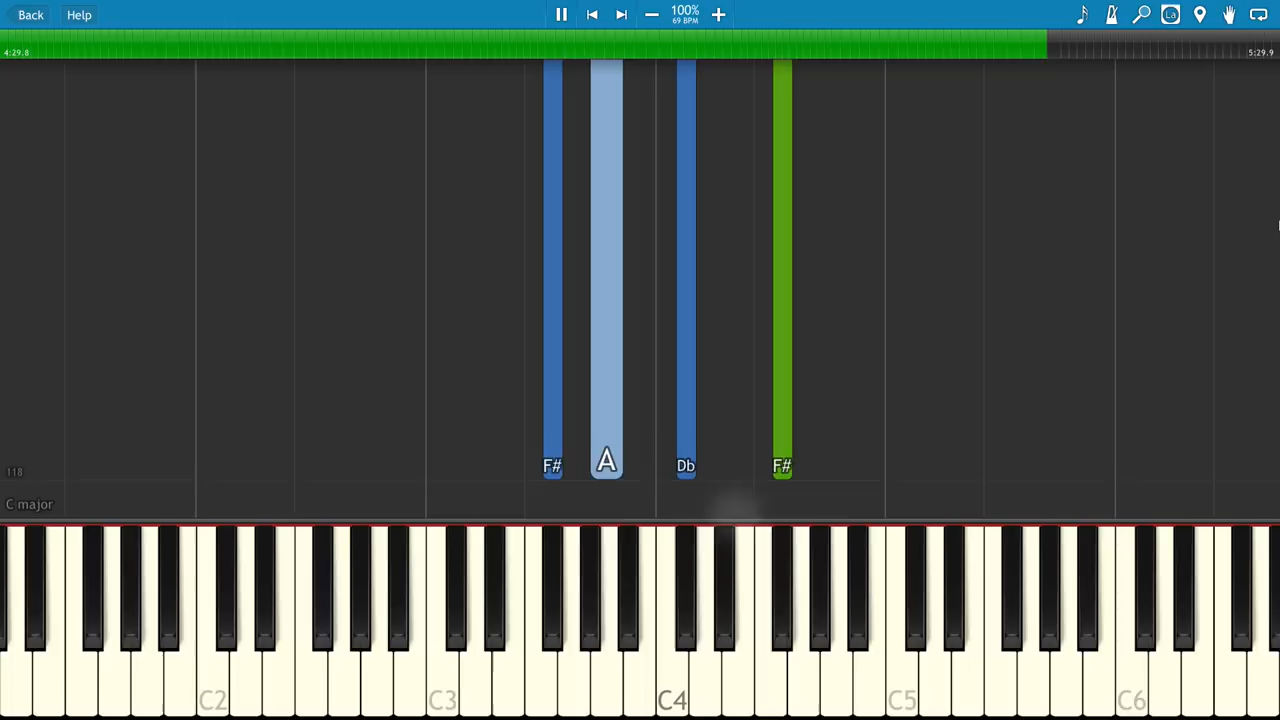 Back Help 100% La
69 BPM
4:29.8 5:29.9
F# A Db F#
118
C major
C2 C3 C4 C5 C6